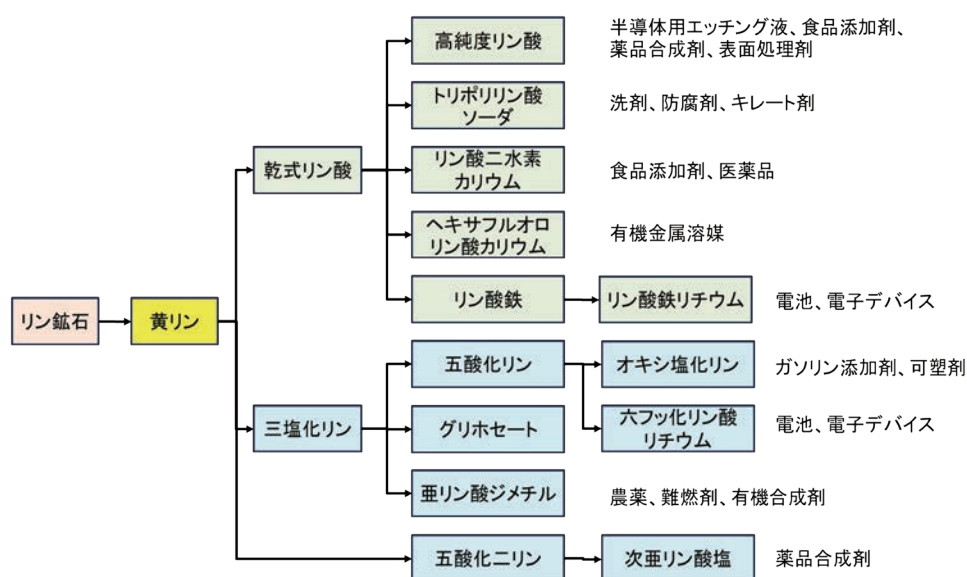 高純度リン酸
半導体用エッチング液、食品添加剤、
薬品合成剤、表面処理剤
トリポリリン酸
ソーダ
洗剤、防腐剤、キレート剤
乾式リン酸
リン酸二水素
カリウム
食品添加剤、医薬品
ヘキサフルオロ
リン酸カリウム
有機金属溶媒
リン鉱石
黄リン
リン酸鉄
リン酸鉄リチウム
電池、電子デバイス
五酸化リン
オキシ塩化リン
ガソリン添加剤、可塑剤
三塩化リン
グリホセート
六フッ化リン酸
リチウム
電池、電子デバイス
亜リン酸ジメチル
農薬、難燃剤、有機合成剤
五酸化二リン
次亜リン酸塩
薬品合成剤